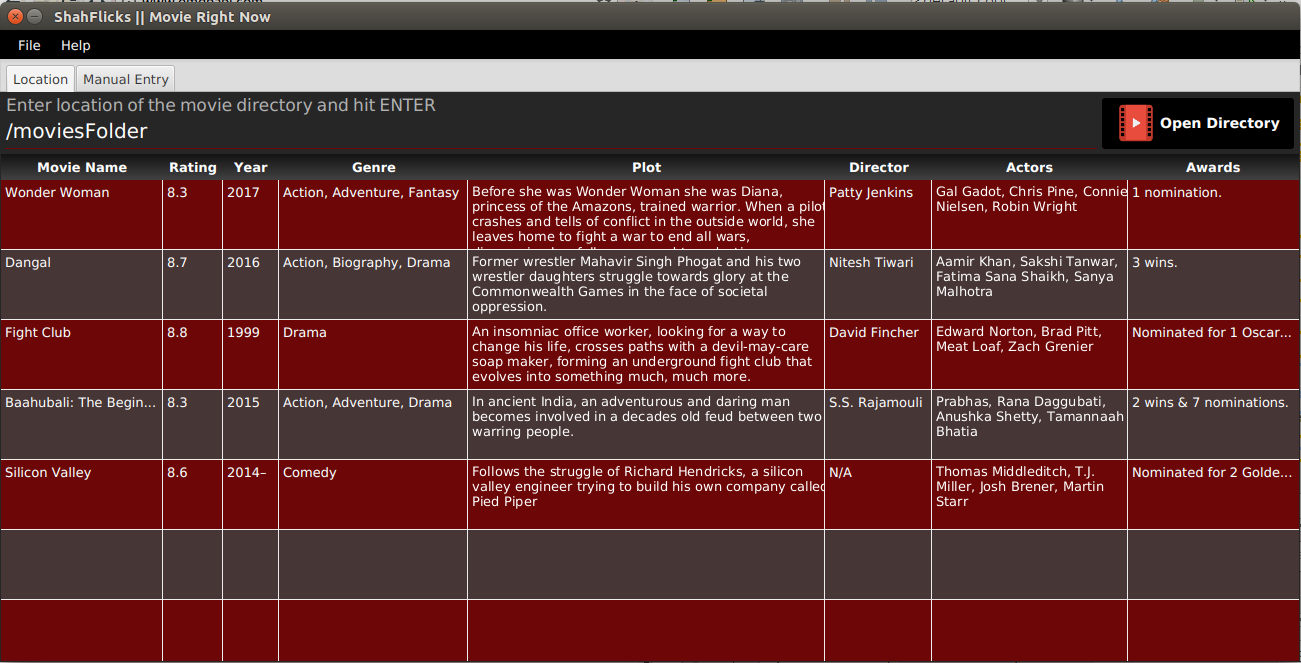 ShahFlicks || Movie Right Now
File Help
Location Manual Entry
Enter location of the movie directory and hit ENTER
/moviesFolder
Open Directory
Movie Name Rating Year Genre Plot Director Actors Awards
Wonder Woman 8.3 2017 Action, Adventure, Fantasy Before she was Wonder Woman she was Diana, Patty Jenkins Gal Gadot, Chris Pine, Connie 1 nomination.
princess of the Amazons, trained warrior. When a pilot Nielsen, Robin Wright
crashes and tells of conflict in the outside world, she
leaves home to fight a war to end all wars,
Dangal 8.7 2016 Action, Biography, Drama Former wrestler Mahavir Singh Phogat and his two Nitesh Tiwari Aamir Khan, Sakshi Tanwar, 3 wins.
wrestler daughters struggle towards glory at the Fatima Sana Shaikh, Sanya
Commonwealth Games in the face of societal Malhotra
oppression.
Fight Club 8.8 1999 Drama An insomniac office worker, looking for a way to David Fincher Edward Norton, Brad Pitt, Nominated for 1 Oscar...
change his life, crosses paths with a devil-may-care Meat Loaf, Zach Grenier
soap maker, forming an underground fight club that
evolves into something much, much more.
Baahubali: The Begin... 8.3 2015 Action, Adventure, Drama In ancient India, an adventurous and daring man S.S. Rajamouli Prabhas, Rana Daggubati, 2 wins & 7 nominations.
becomes involved in a decades old feud between two Anushka Shetty, Tamannaah
warring people. Bhatia
Silicon Valley 8.6 2014– Comedy Follows the struggle of Richard Hendricks, a silicon N/A Thomas Middleditch, T.J. Nominated for 2 Golde...
valley engineer trying to build his own company called Miller, Josh Brener, Martin
Pied Piper Starr